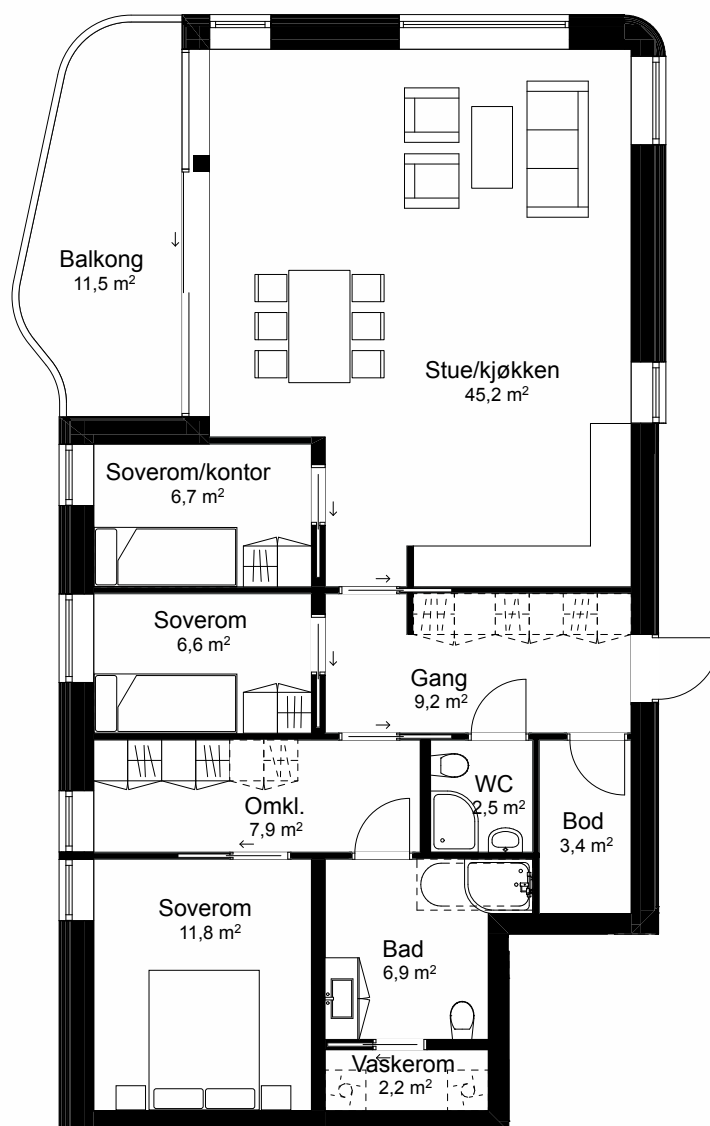 Balkong
11,5 m²
Stue/kjøkken
45,2 m²
Soverom/kontor
6,7 m²
Soverom
6,6 m²
Gang
9,2 m²
Omkl.
7,9 m²
WC
2,5 m²
Bod
3,4 m²
Soverom
11,8 m²
Bad
6,9 m²
Vaskerom
2,2 m²